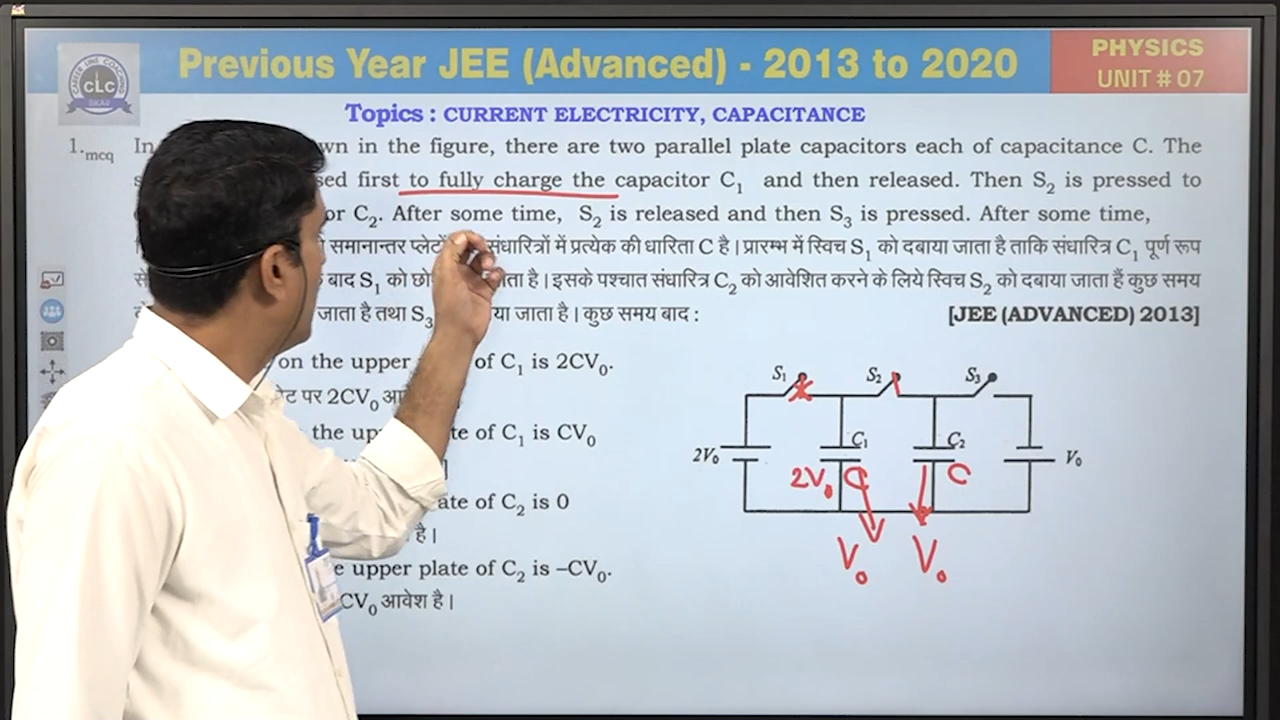 Previous Year JEE (Advanced) - 2013 to 2020
PHYSICS
UNIT # 07
CLC
SIKAR
Topics : CURRENT ELECTRICITY, CAPACITANCE
1. mcq In wn in the figure, there are two parallel plate capacitors each of capacitance C. The
sed first to fully charge the capacitor C₁ and then released. Then S₂ is pressed to
or C₂. After some time, S₂ is released and then S₃ is pressed. After some time,
समानान्तर प्लेटों संधारित्रों में प्रत्येक की धारिता C है। प्रारम्भ में स्विच S₁ को दबाया जाता है ताकि संधारित्र C₁ पूर्ण रूप
से बाद S₁ को छो ता है। इसके पश्चात संधारित्र C₂ को आवेशित करने के लिये स्विच S₂ को दबाया जाता हैं कुछ समय
जाता है तथा S₃ या जाता है। कुछ समय बाद :
[JEE (ADVANCED) 2013]
on the upper of C₁ is 2CV₀.
पर 2CV₀
the up te of C₁ is CV₀
ate of C₂ is 0
है।
e upper plate of C₂ is –CV₀.
CV₀ आवेश है।
S₁ S₂ S₃
2V₀ C₁ C₂ V₀
2V₀ C C
V₀ V₀